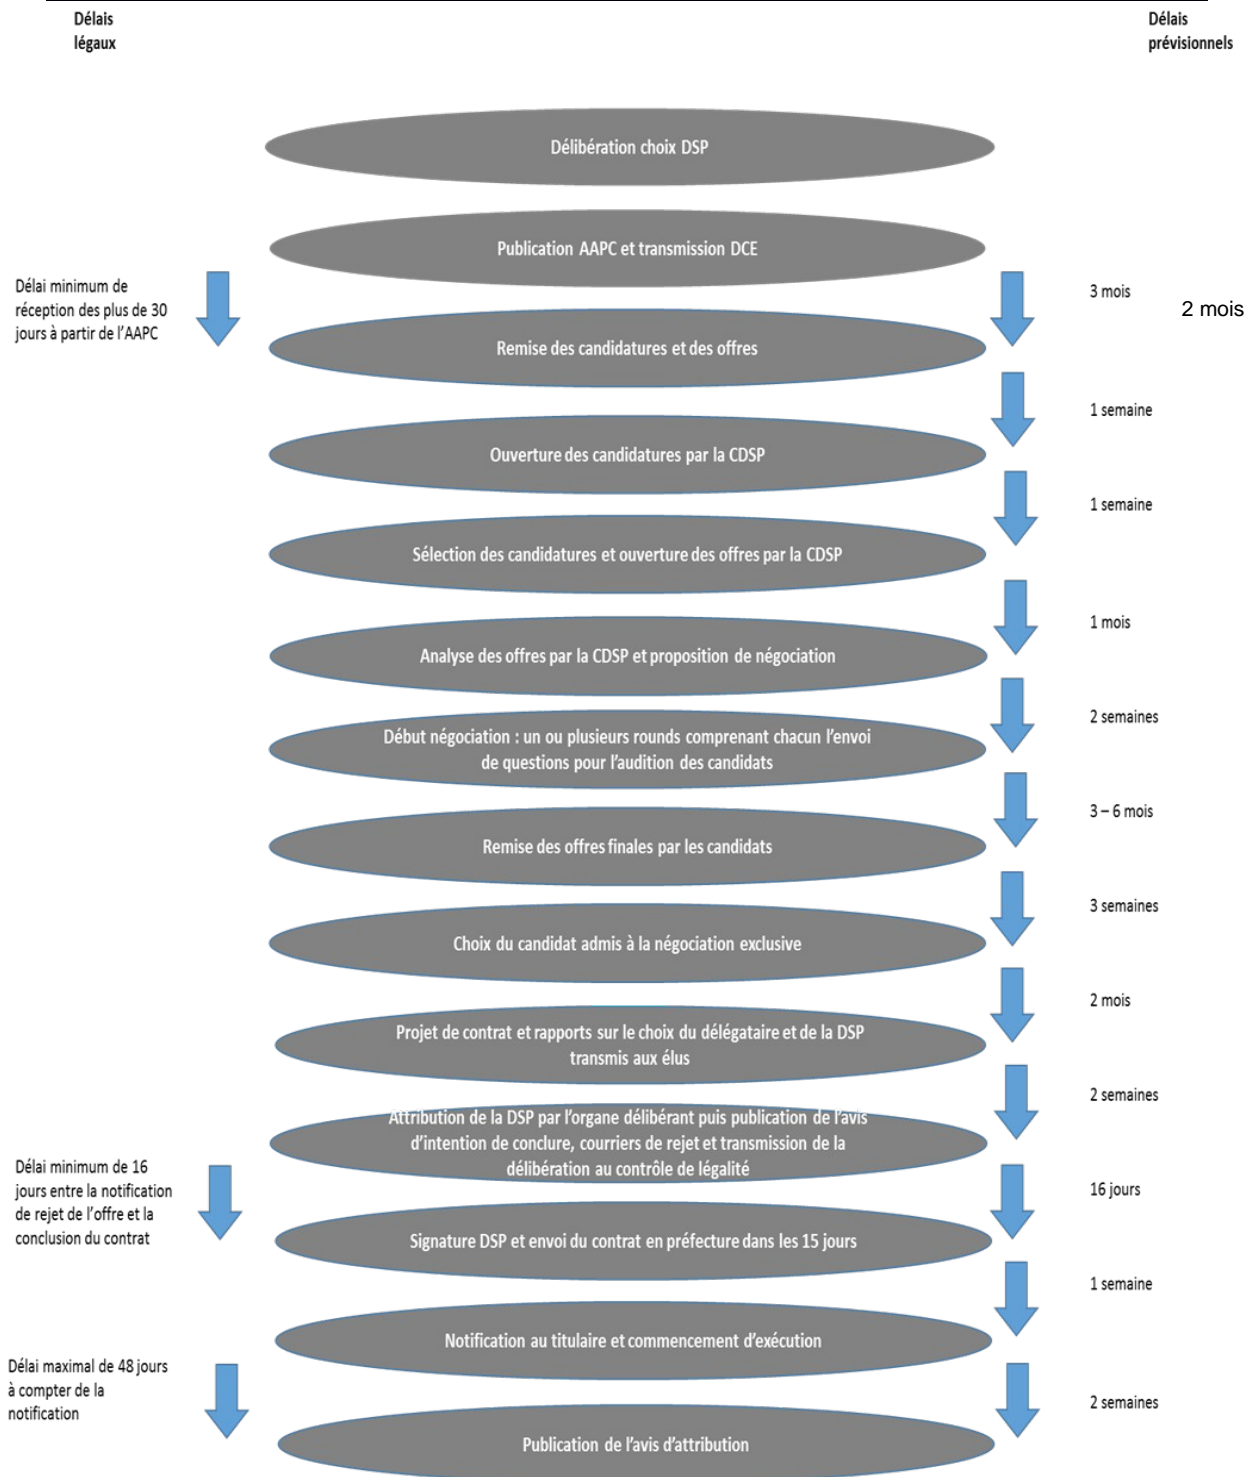 Délais
légaux
Délais
prévisionnels
Délibération choix DSP
Publication AAPC et transmission DCE
Délai minimum de
réception des plus de 30
jours à partir de l'AAPC
3 mois
2 mois
Remise des candidatures et des offres
1 semaine
Ouverture des candidatures par la CDSP
1 semaine
Sélection des candidatures et ouverture des offres par la CDSP
1 mois
Analyse des offres par la CDSP et proposition de négociation
2 semaines
Début négociation : un ou plusieurs rounds comprenant chacun l'envoi
de questions pour l'audition des candidats
3 – 6 mois
Remise des offres finales par les candidats
3 semaines
Choix du candidat admis à la négociation exclusive
2 mois
Projet de contrat et rapports sur le choix du délégataire et de la DSP
transmis aux élus
2 semaines
Attribution de la DSP par l'organe délibérant puis publication de l'avis
d'intention de conclure, courriers de rejet et transmission de la
délibération au contrôle de légalité
Délai minimum de 16
jours entre la notification
de rejet de l'offre et la
conclusion du contrat
16 jours
Signature DSP et envoi du contrat en préfecture dans les 15 jours
1 semaine
Notification au titulaire et commencement d'exécution
Délai maximal de 48 jours
à compter de la
notification
2 semaines
Publication de l'avis d'attribution